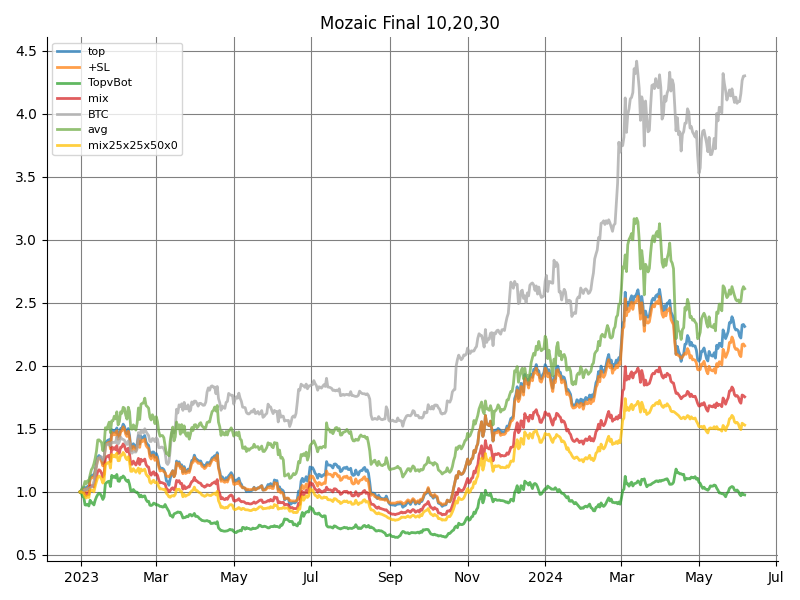 Mozaic Final 10,20,30
top
+SL
TopvBot
mix
BTC
avg
mix25x25x50x0
4.5
4.0
3.5
3.0
2.5
2.0
1.5
1.0
0.5
2023 Mar May Jul Sep Nov 2024 Mar May Jul